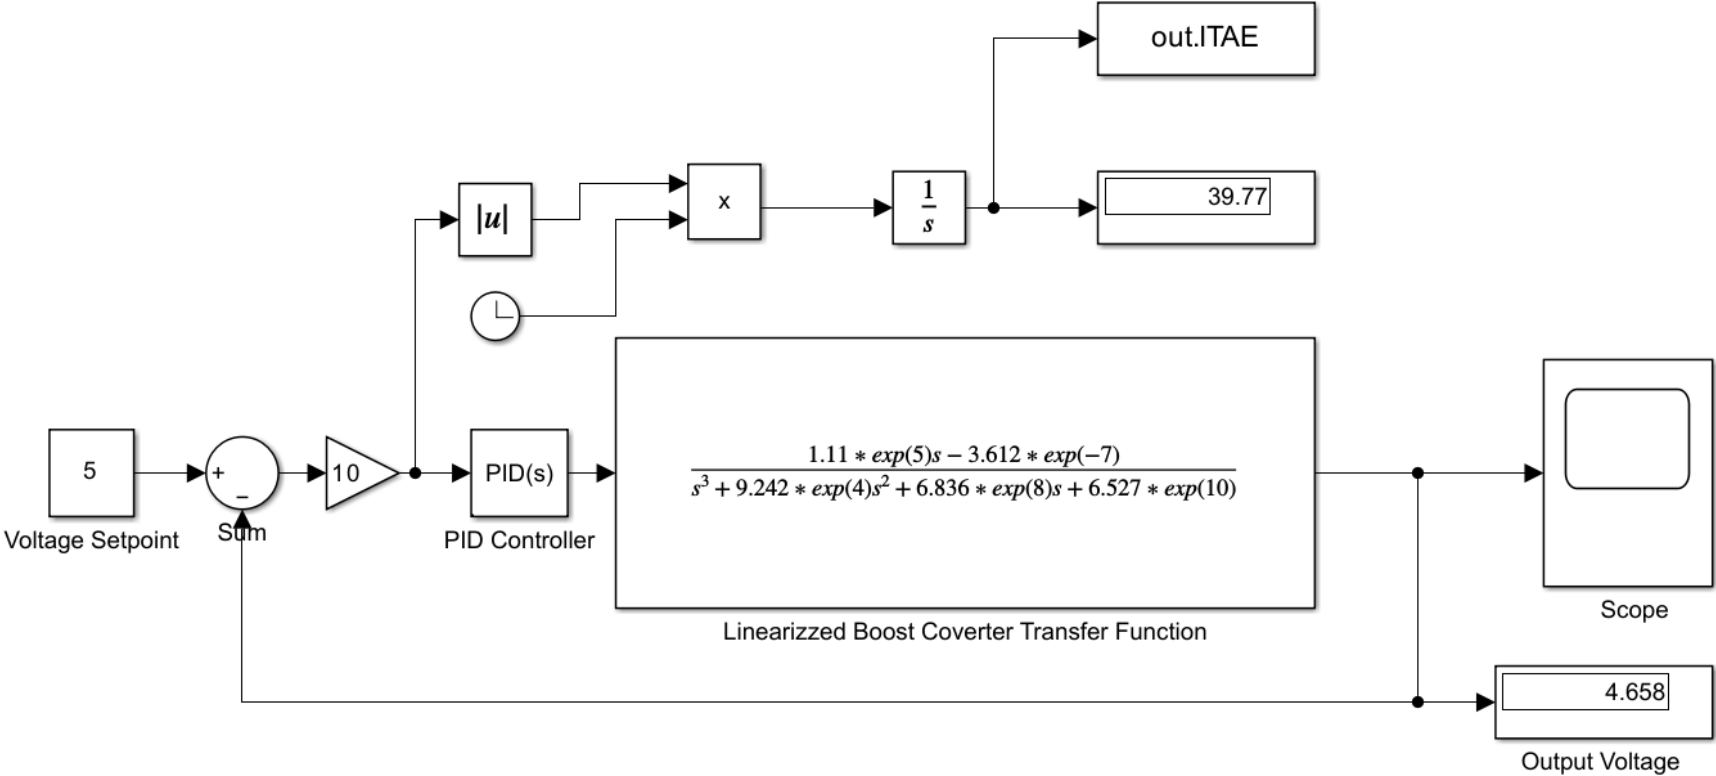 out.ITAE
39.77
|u|
x
1
s
5
+
−
10
PID(s)
1.11 * exp(5)s − 3.612 * exp(−7)
s³ + 9.242 * exp(4)s² + 6.836 * exp(8)s + 6.527 * exp(10)
Voltage Setpoint
Sum
PID Controller
Linearizzed Boost Coverter Transfer Function
Scope
4.658
Output Voltage